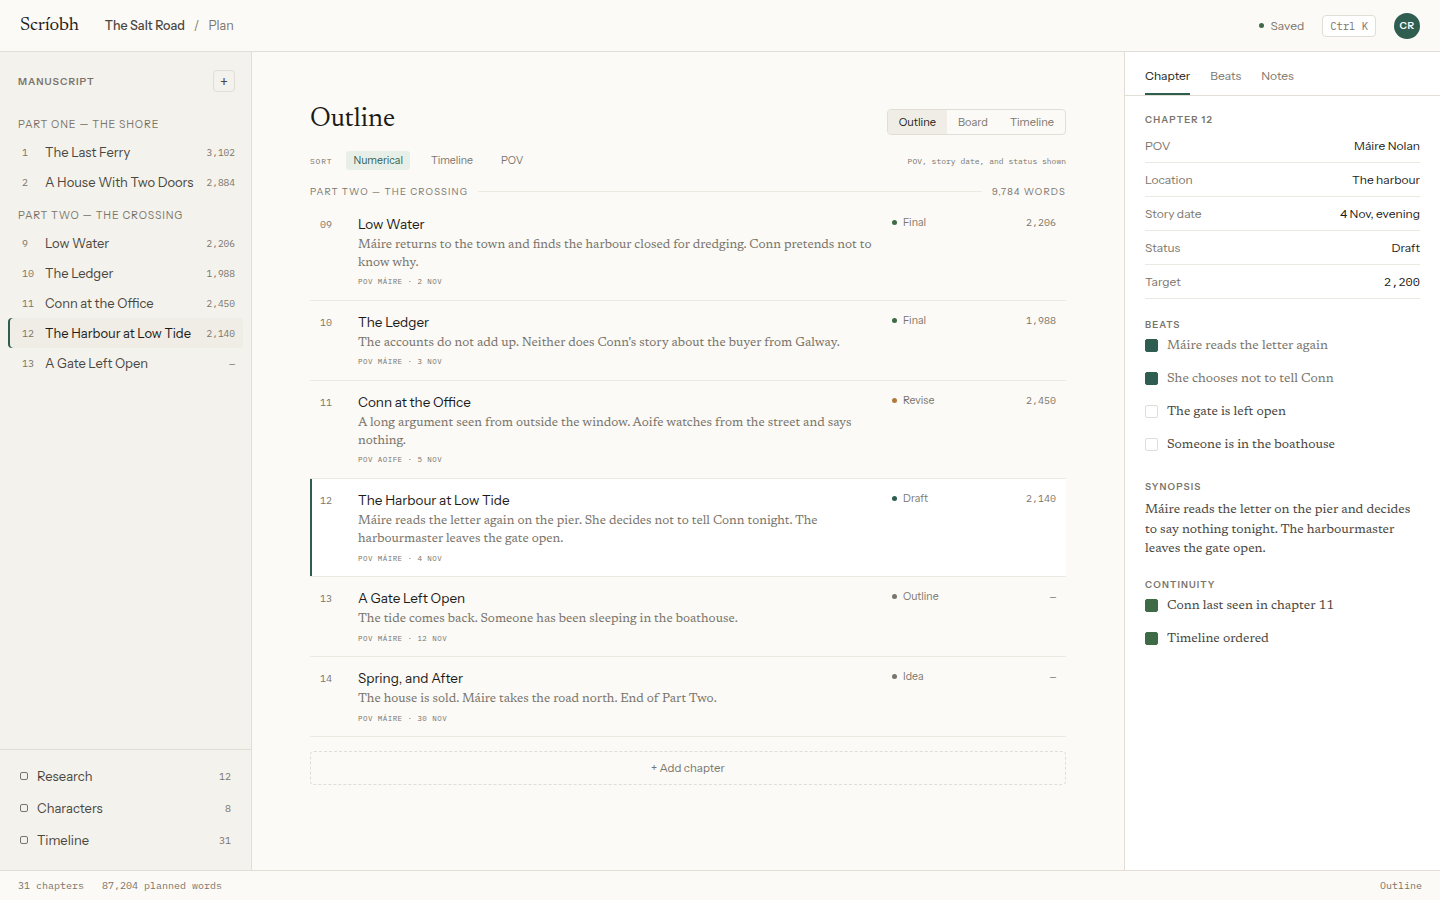 Scríobh
The Salt Road / Plan
Saved
Ctrl K
CR
MANUSCRIPT
+
PART ONE — THE SHORE
1 The Last Ferry 3,102
2 A House With Two Doors 2,884
PART TWO — THE CROSSING
9 Low Water 2,206
10 The Ledger 1,988
11 Conn at the Office 2,450
12 The Harbour at Low Tide 2,140
13 A Gate Left Open —
Research 12
Characters 8
Timeline 31
Outline
Outline Board Timeline
SORT Numerical Timeline POV
POV, story date, and status shown
PART TWO — THE CROSSING 9,784 WORDS
09 Low Water Final 2,206
Máire returns to the town and finds the harbour closed for dredging. Conn pretends not to
know why.
POV MÁIRE · 2 NOV
10 The Ledger Final 1,988
The accounts do not add up. Neither does Conn's story about the buyer from Galway.
POV MÁIRE · 3 NOV
11 Conn at the Office Revise 2,450
A long argument seen from outside the window. Aoife watches from the street and says
nothing.
POV AOIFE · 5 NOV
12 The Harbour at Low Tide Draft 2,140
Máire reads the letter again on the pier. She decides not to tell Conn tonight. The
harbourmaster leaves the gate open.
POV MÁIRE · 4 NOV
13 A Gate Left Open Outline —
The tide comes back. Someone has been sleeping in the boathouse.
POV MÁIRE · 12 NOV
14 Spring, and After Idea —
The house is sold. Máire takes the road north. End of Part Two.
POV MÁIRE · 30 NOV
+ Add chapter
Chapter Beats Notes
CHAPTER 12
POV Máire Nolan
Location The harbour
Story date 4 Nov, evening
Status Draft
Target 2,200
BEATS
Máire reads the letter again
She chooses not to tell Conn
The gate is left open
Someone is in the boathouse
SYNOPSIS
Máire reads the letter on the pier and decides
to say nothing tonight. The harbourmaster
leaves the gate open.
CONTINUITY
Conn last seen in chapter 11
Timeline ordered
31 chapters 87,204 planned words
Outline